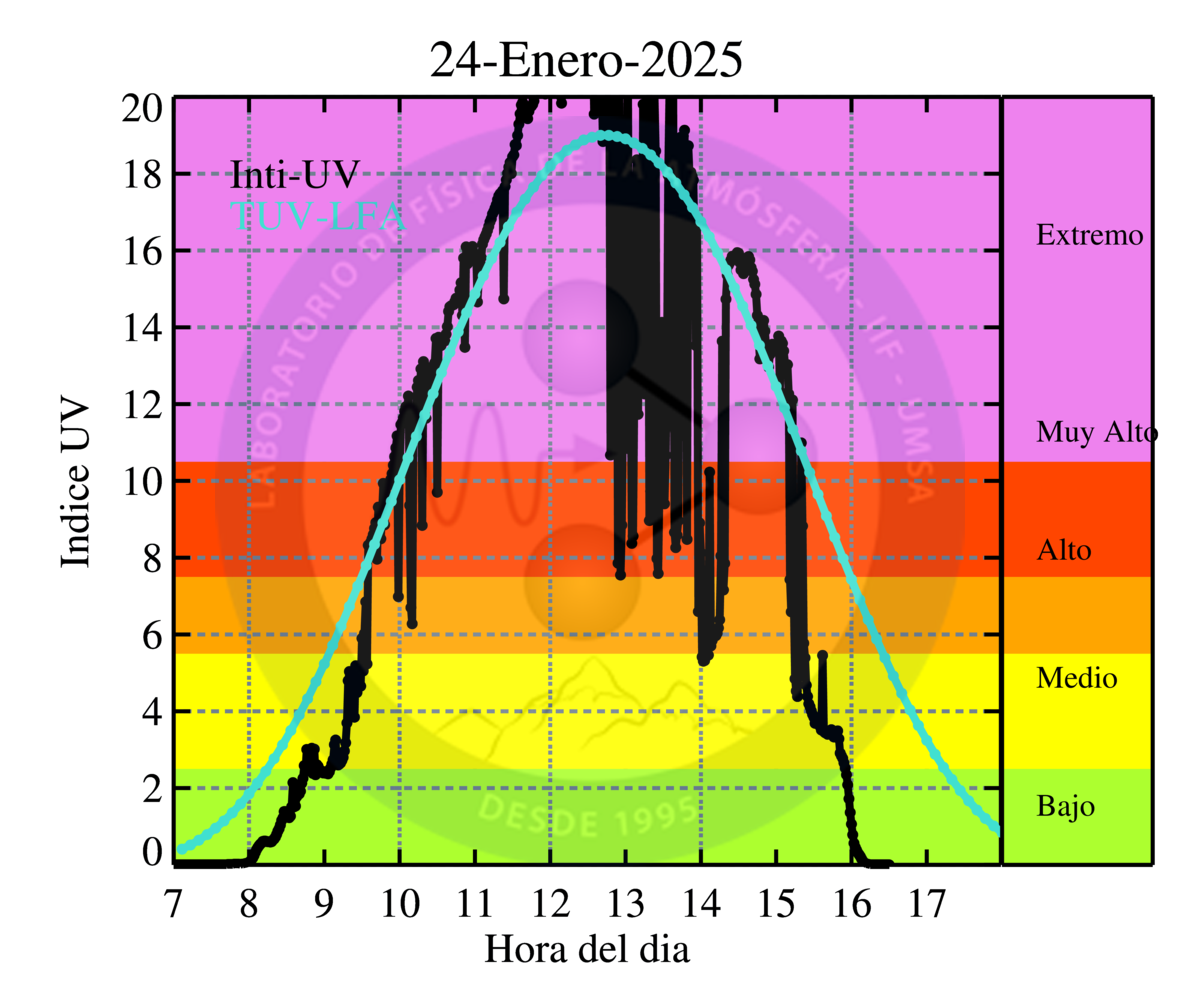 24-Enero-2025
Inti-UV
TUV-LFA
LABORATORIO DE FÍSICA DE LA ATMÓSFERA - IIF - UMSA
DESDE 1995
Indice UV
20
18
16
14
12
10
8
6
4
2
0
Extremo
Muy Alto
Alto
Medio
Bajo
7 8 9 10 11 12 13 14 15 16 17
Hora del dia